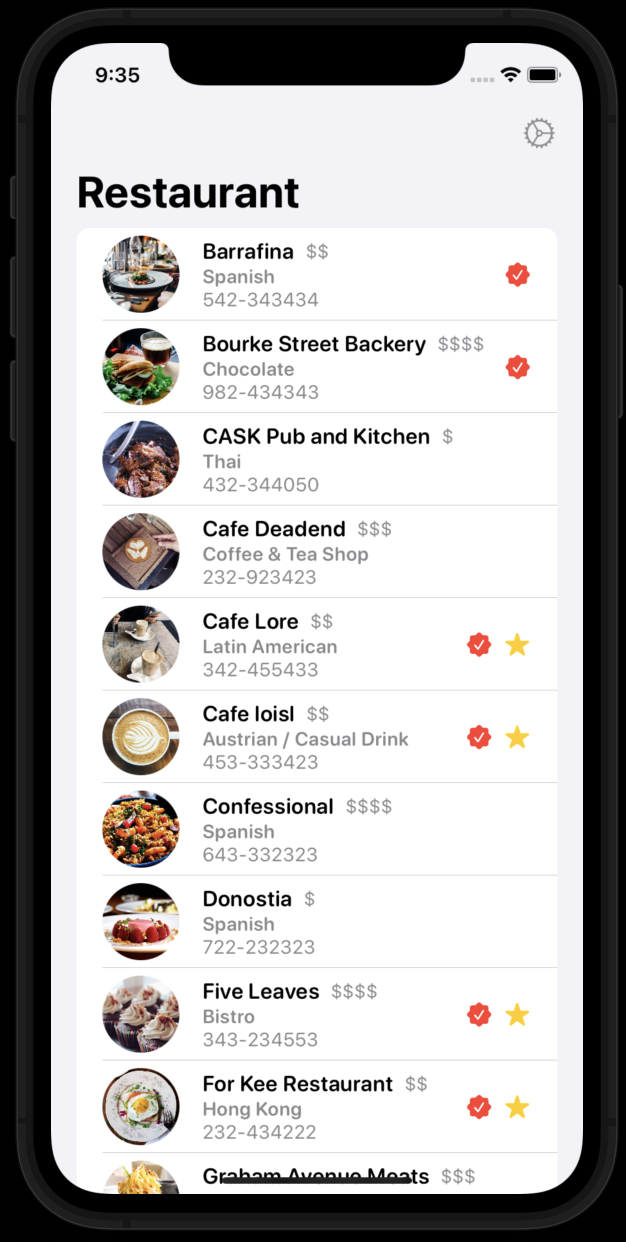 9:35
Restaurant
Barrafina $$
Spanish
542-343434
Bourke Street Backery $$$$
Chocolate
982-434343
CASK Pub and Kitchen $
Thai
432-344050
Cafe Deadend $$$
Coffee & Tea Shop
232-923423
Cafe Lore $$
Latin American
342-455433
Cafe loisl $$
Austrian / Casual Drink
453-333423
Confessional $$$$
Spanish
643-332323
Donostia $
Spanish
722-232323
Five Leaves $$$$
Bistro
343-234553
For Kee Restaurant $$
Hong Kong
232-434222
Graham Avenue Meats $$$